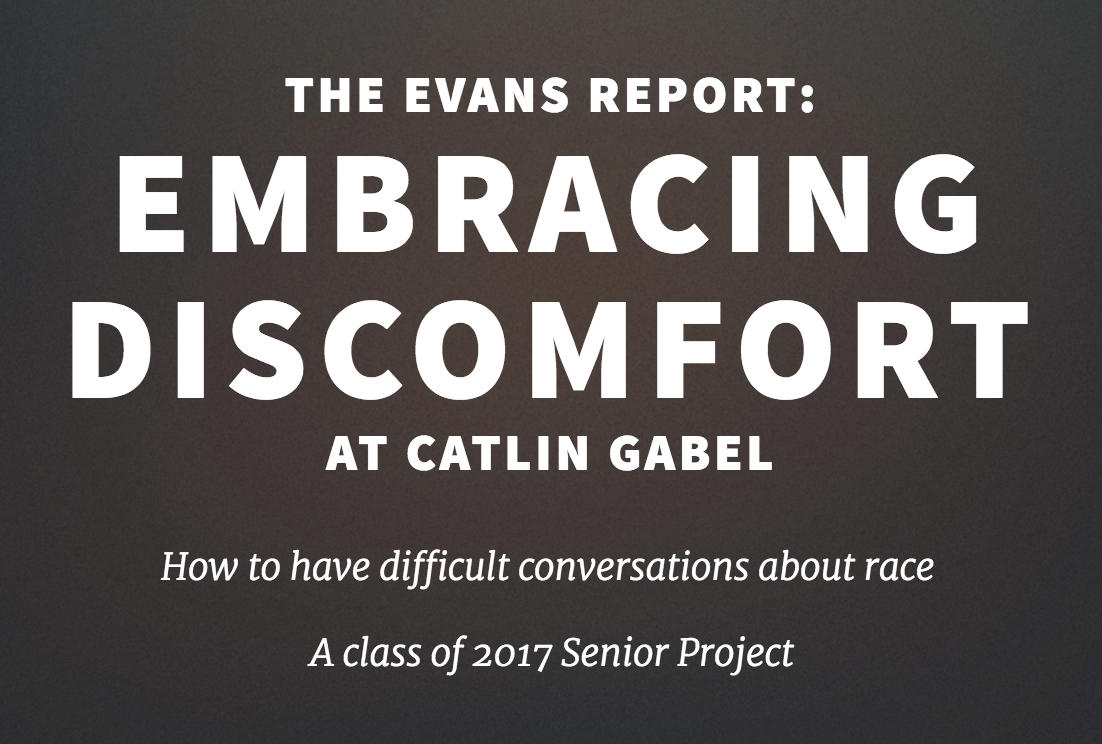 THE EVANS REPORT:
EMBRACING
DISCOMFORT
AT CATLIN GABEL
How to have difficult conversations about race
A class of 2017 Senior Project